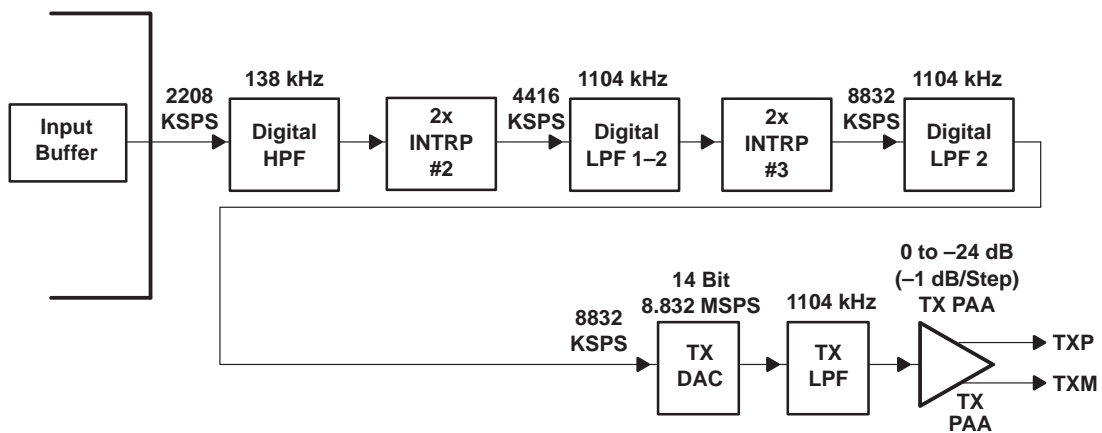 138 kHz
1104 kHz
1104 kHz
2208
KSPS
4416
KSPS
8832
KSPS
Input
Buffer
Digital
HPF
2x
INTRP
#2
Digital
LPF 1–2
2x
INTRP
#3
Digital
LPF 2
0 to –24 dB
(–1 dB/Step)
TX PAA
14 Bit
8.832 MSPS
1104 kHz
8832
KSPS
TX
DAC
TX
LPF
TXP
TXM
TX
PAA